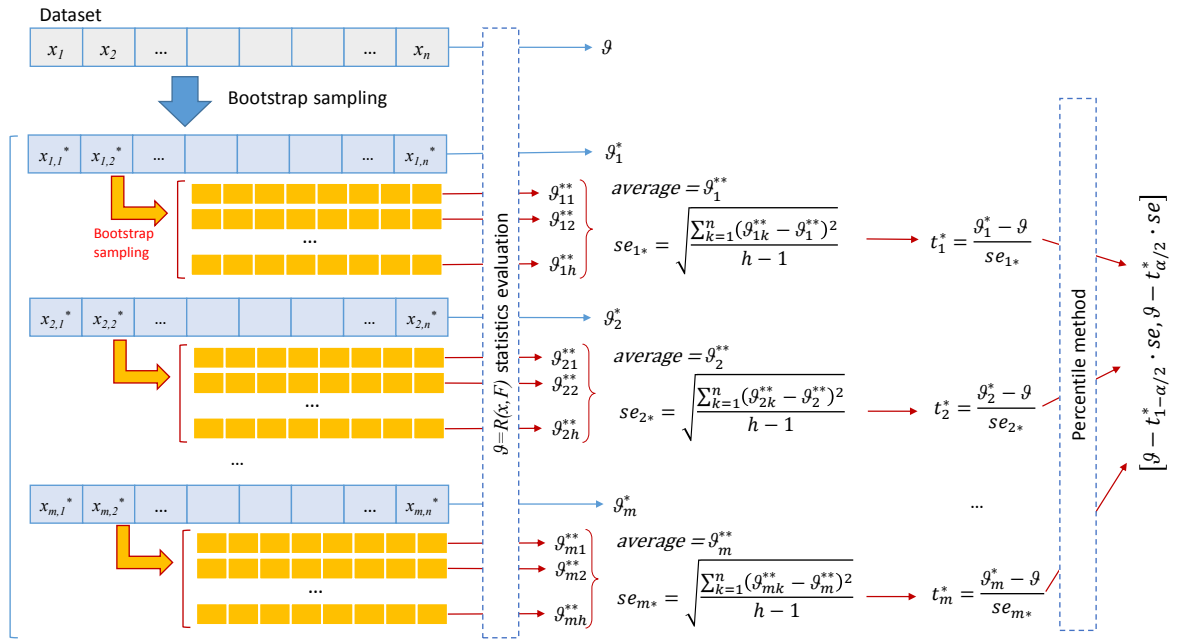 Dataset
x1 x2 ... ... xn
ϑ
Bootstrap sampling
x1,1* x1,2* ... ... x1,n*
ϑ1*
Bootstrap
sampling
...
ϑ11**
ϑ12**
ϑ1h**
average = ϑ1**
se1* = √(∑k=1n(ϑ1k** − ϑ1**)2 / h − 1)
t1* = ϑ1* − ϑ / se1*
x2,1* x2,2* ... ... x2,n*
ϑ2*
...
ϑ21**
ϑ22**
ϑ2h**
average = ϑ2**
se2* = √(∑k=1n(ϑ2k** − ϑ2**)2 / h − 1)
t2* = ϑ2* − ϑ / se2*
...
xm,1* xm,2* ... ... xm,n*
ϑm*
...
...
ϑm1**
ϑm2**
ϑmh**
average = ϑm**
sem* = √(∑k=1n(ϑmk** − ϑm**)2 / h − 1)
tm* = ϑm* − ϑ / sem*
ϑ=R(x,F) statistics evaluation
Percentile method
[ϑ − t*1−α/2 · se, ϑ − t*α/2 · se]